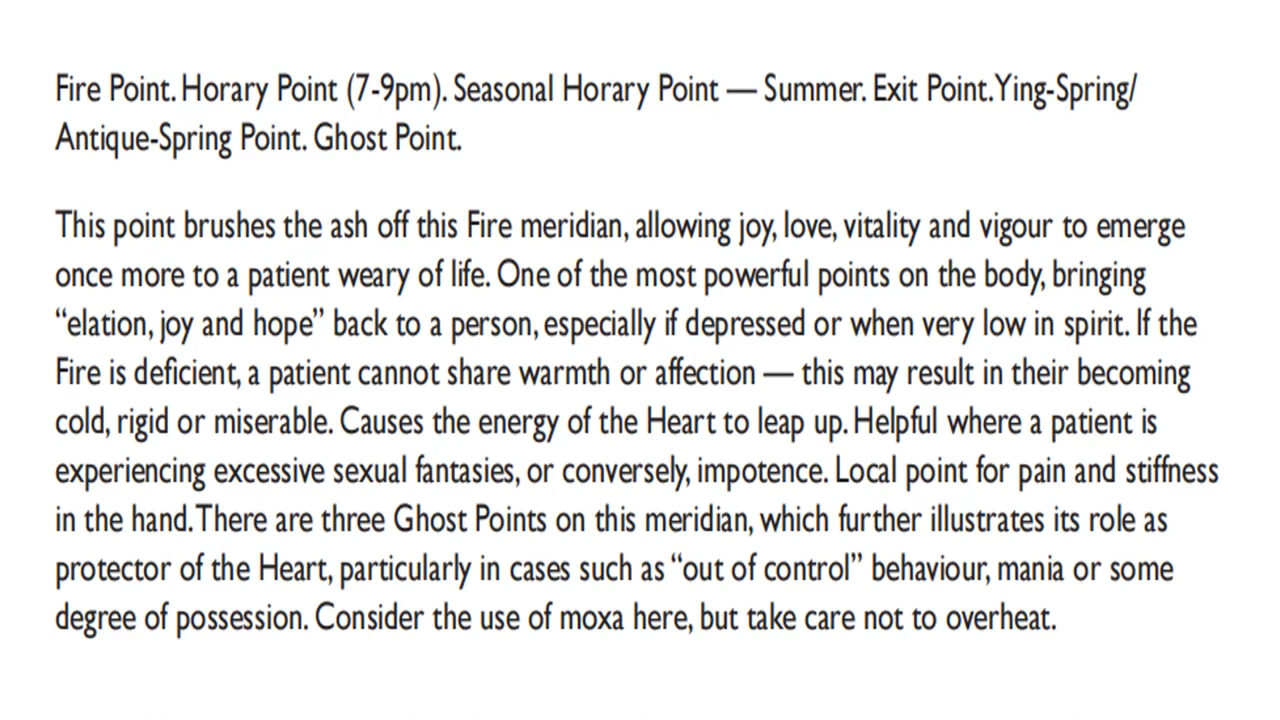 Fire Point. Horary Point (7-9pm). Seasonal Horary Point — Summer. Exit Point. Ying-Spring/
Antique-Spring Point. Ghost Point.
This point brushes the ash off this Fire meridian, allowing joy, love, vitality and vigour to emerge
once more to a patient weary of life. One of the most powerful points on the body, bringing
“elation, joy and hope” back to a person, especially if depressed or when very low in spirit. If the
Fire is deficient, a patient cannot share warmth or affection — this may result in their becoming
cold, rigid or miserable. Causes the energy of the Heart to leap up. Helpful where a patient is
experiencing excessive sexual fantasies, or conversely, impotence. Local point for pain and stiffness
in the hand. There are three Ghost Points on this meridian, which further illustrates its role as
protector of the Heart, particularly in cases such as “out of control” behaviour, mania or some
degree of possession. Consider the use of moxa here, but take care not to overheat.